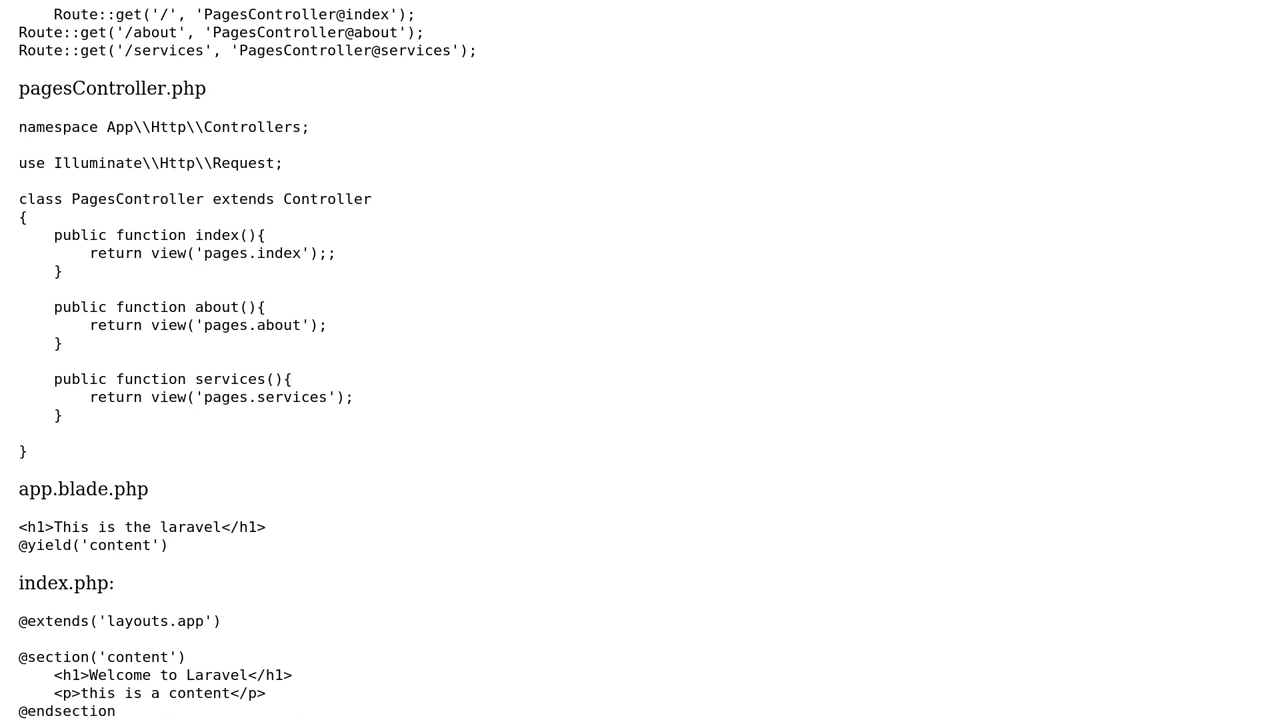 Route::get('/', 'PagesController@index');
Route::get('/about', 'PagesController@about');
Route::get('/services', 'PagesController@services');
pagesController.php
namespace App\\Http\\Controllers;
use Illuminate\\Http\\Request;
class PagesController extends Controller
{
    public function index(){
        return view('pages.index');;
    }
    public function about(){
        return view('pages.about');
    }
    public function services(){
        return view('pages.services');
    }
}
app.blade.php
<h1>This is the laravel</h1>
@yield('content')
index.php:
@extends('layouts.app')
@section('content')
    <h1>Welcome to Laravel</h1>
    <p>this is a content</p>
@endsection